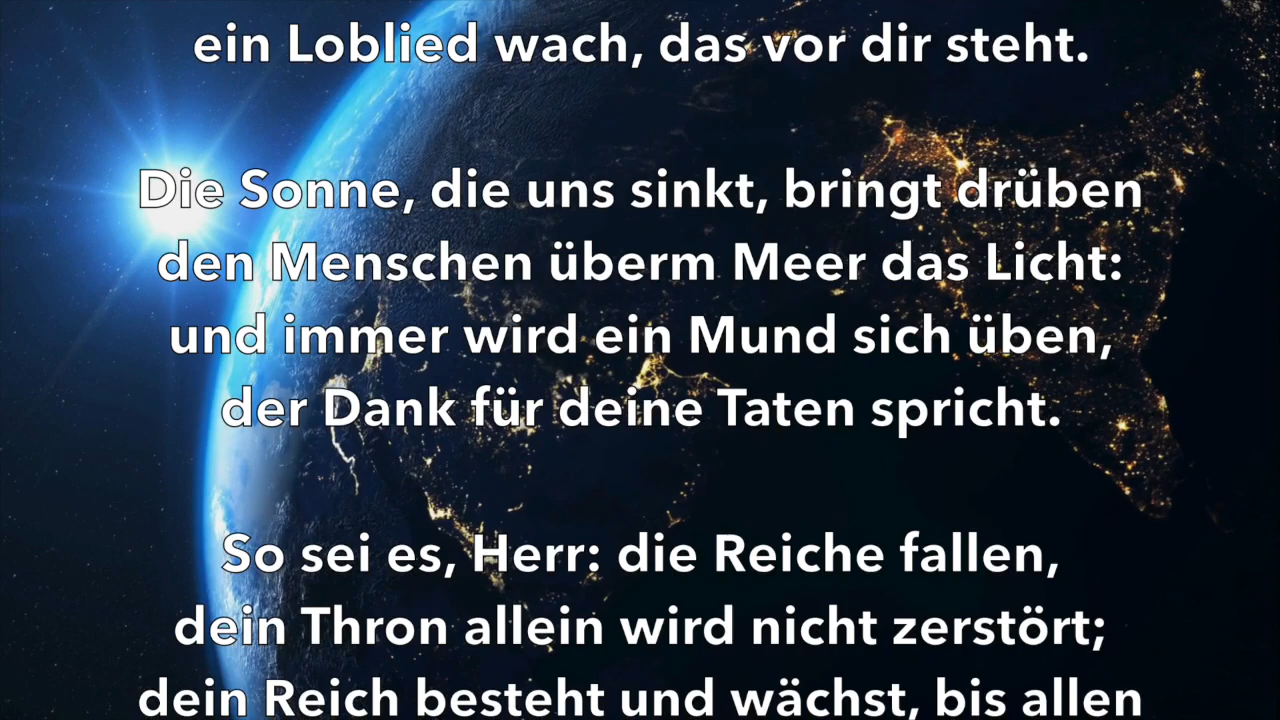 ein Loblied wach, das vor dir steht.
Die Sonne, die uns sinkt, bringt drüben
den Menschen überm Meer das Licht:
und immer wird ein Mund sich üben,
der Dank für deine Taten spricht.
So sei es, Herr: die Reiche fallen,
dein Thron allein wird nicht zerstört;
dein Reich besteht und wächst, bis allen